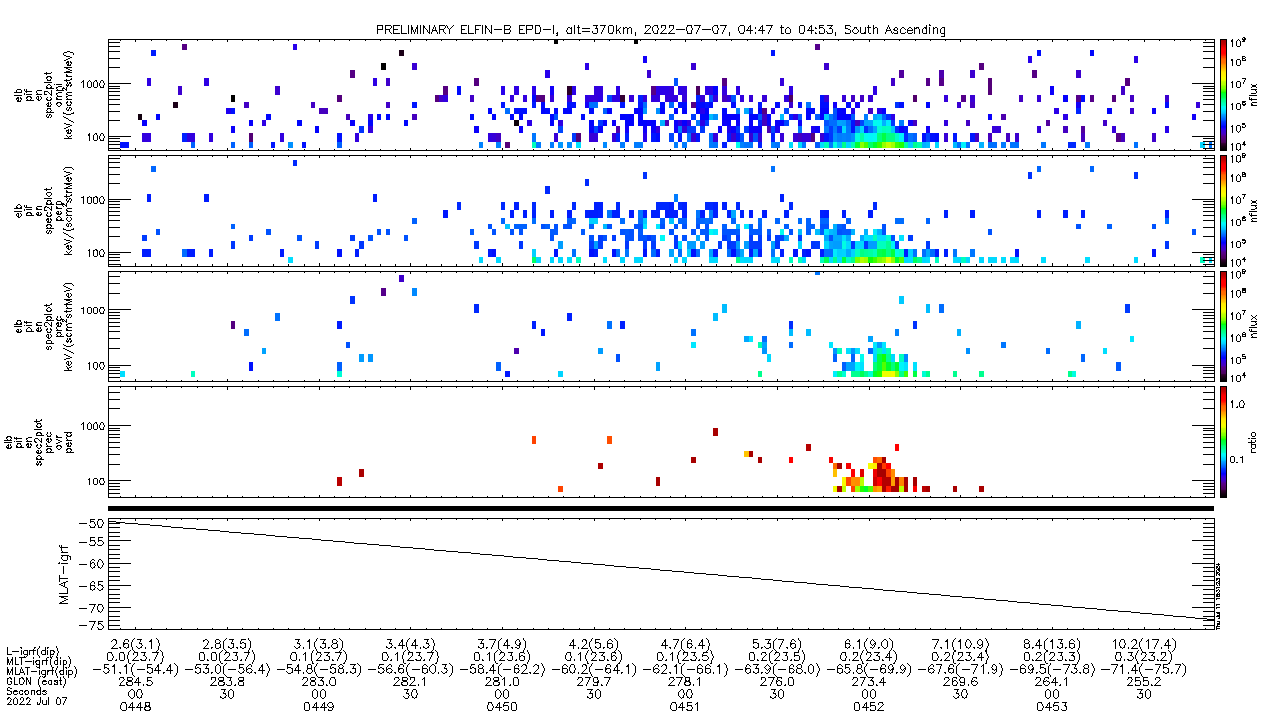 PRELIMINARY ELFIN-B EPD-I, alt=370km, 2022-07-07, 04:47 to 04:53, South Ascending
elb
pif
en
spec2plot
omni
keV/(scm²strMeV)
1000
100
10⁹
10⁸
10⁷
10⁶
10⁵
10⁴
nflux
elb
pif
en
spec2plot
perp
keV/(scm²strMeV)
1000
100
10⁹
10⁸
10⁷
10⁶
10⁵
10⁴
nflux
elb
pif
en
spec2plot
prec
keV/(scm²strMeV)
1000
100
10⁹
10⁸
10⁷
10⁶
10⁵
10⁴
nflux
elb
pif
en
spec2plot
prec
ovr
perd
1000
100
1.0
0.1
ratio
MLAT-igrf
-50
-55
-60
-65
-70
-75
L-igrf(dip) 2.6(3.1) 2.8(3.5) 3.1(3.8) 3.4(4.3) 3.7(4.9) 4.2(5.6) 4.7(6.4) 5.3(7.6) 6.1(9.0) 7.1(10.9) 8.4(13.6) 10.2(17.4)
MLT-igrf(dip) 0.0(23.7) 0.0(23.7) 0.1(23.7) 0.1(23.7) 0.1(23.6) 0.1(23.6) 0.1(23.5) 0.2(23.5) 0.2(23.4) 0.2(23.4) 0.2(23.3) 0.3(23.2)
MLAT-igrf(dip) -51.1(-54.4) -53.0(-56.4) -54.8(-58.3) -56.6(-60.3) -58.4(-62.2) -60.2(-64.1) -62.1(-66.1) -63.9(-68.0) -65.8(-69.9) -67.6(-71.9) -69.5(-73.8) -71.4(-75.7)
GLON (east) 284.5 283.8 283.0 282.1 281.0 279.7 278.1 276.0 273.4 269.6 264.1 255.2
Seconds 00 30 00 30 00 30 00 30 00 30 00 30
2022 Jul 07 0448 0449 0450 0451 0452 0453